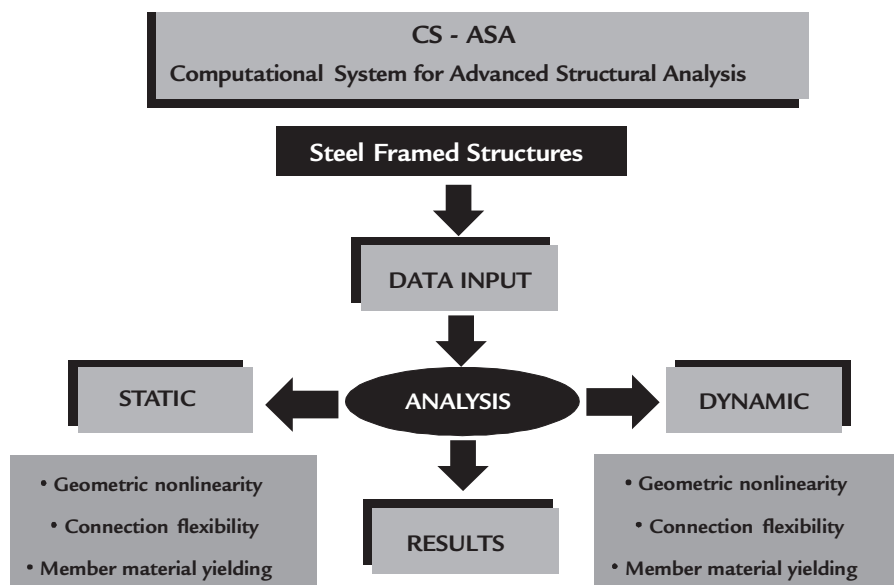 CS - ASA
Computational System for Advanced Structural Analysis
Steel Framed Structures
DATA INPUT
STATIC
ANALYSIS
DYNAMIC
• Geometric nonlinearity
• Connection flexibility
• Member material yielding
RESULTS
• Geometric nonlinearity
• Connection flexibility
• Member material yielding